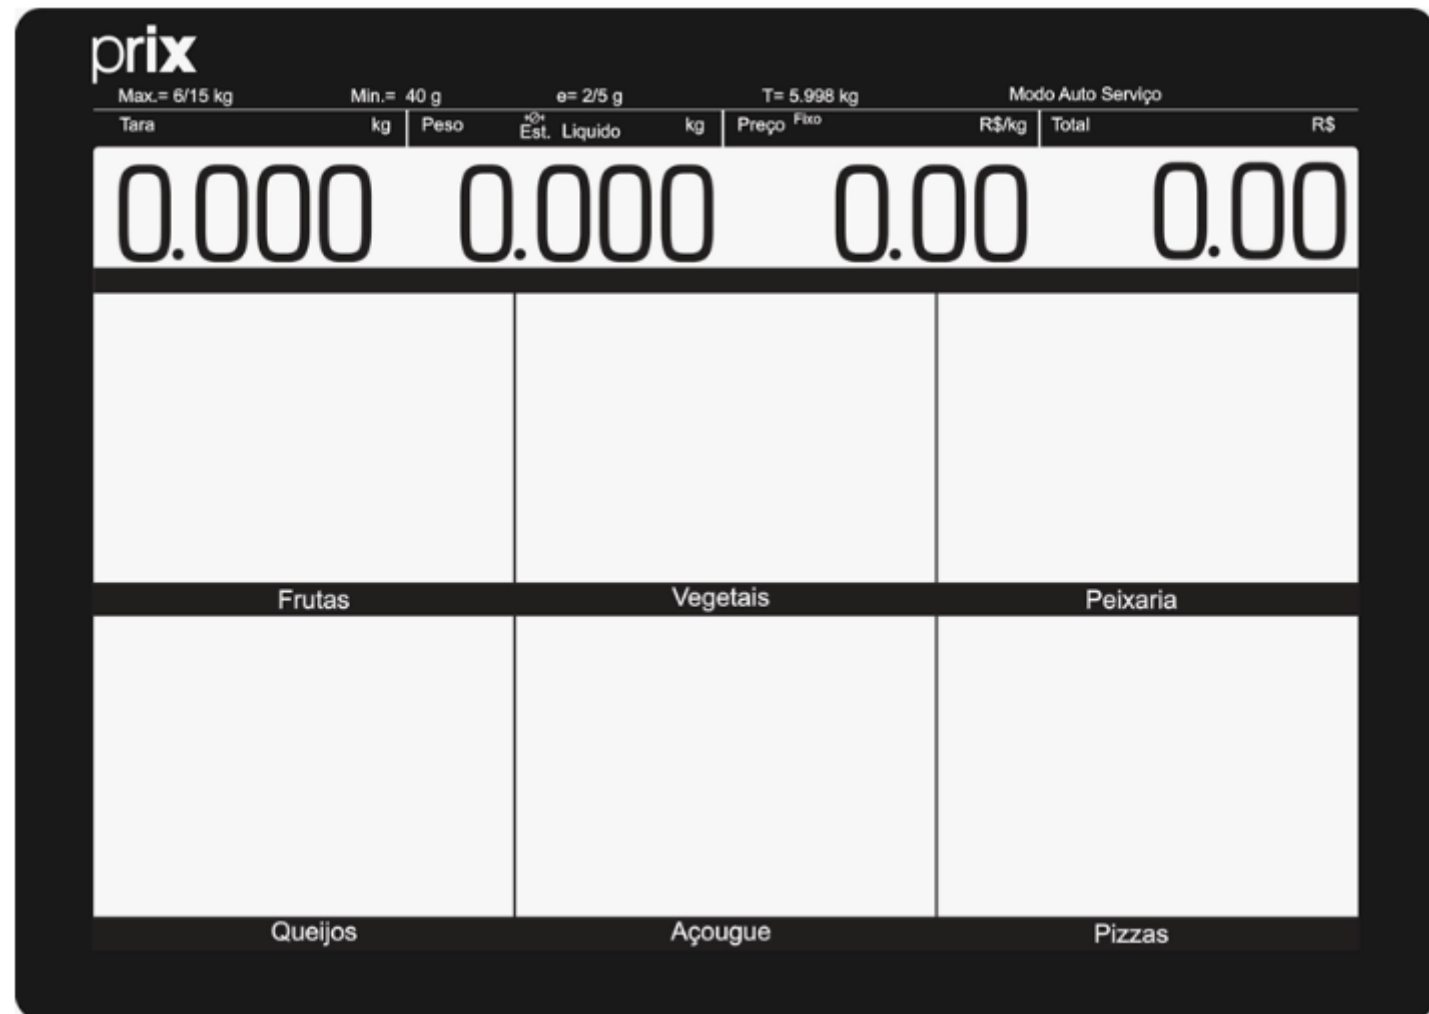 prix
Max.= 6/15 kg Min.= 40 g e= 2/5 g T= 5.998 kg Modo Auto Serviço
Tara kg Peso Est. Liquido kg Preço Fixo R$/kg Total R$
0.000 0.000 0.00 0.00
Frutas Vegetais Peixaria
Queijos Açougue Pizzas